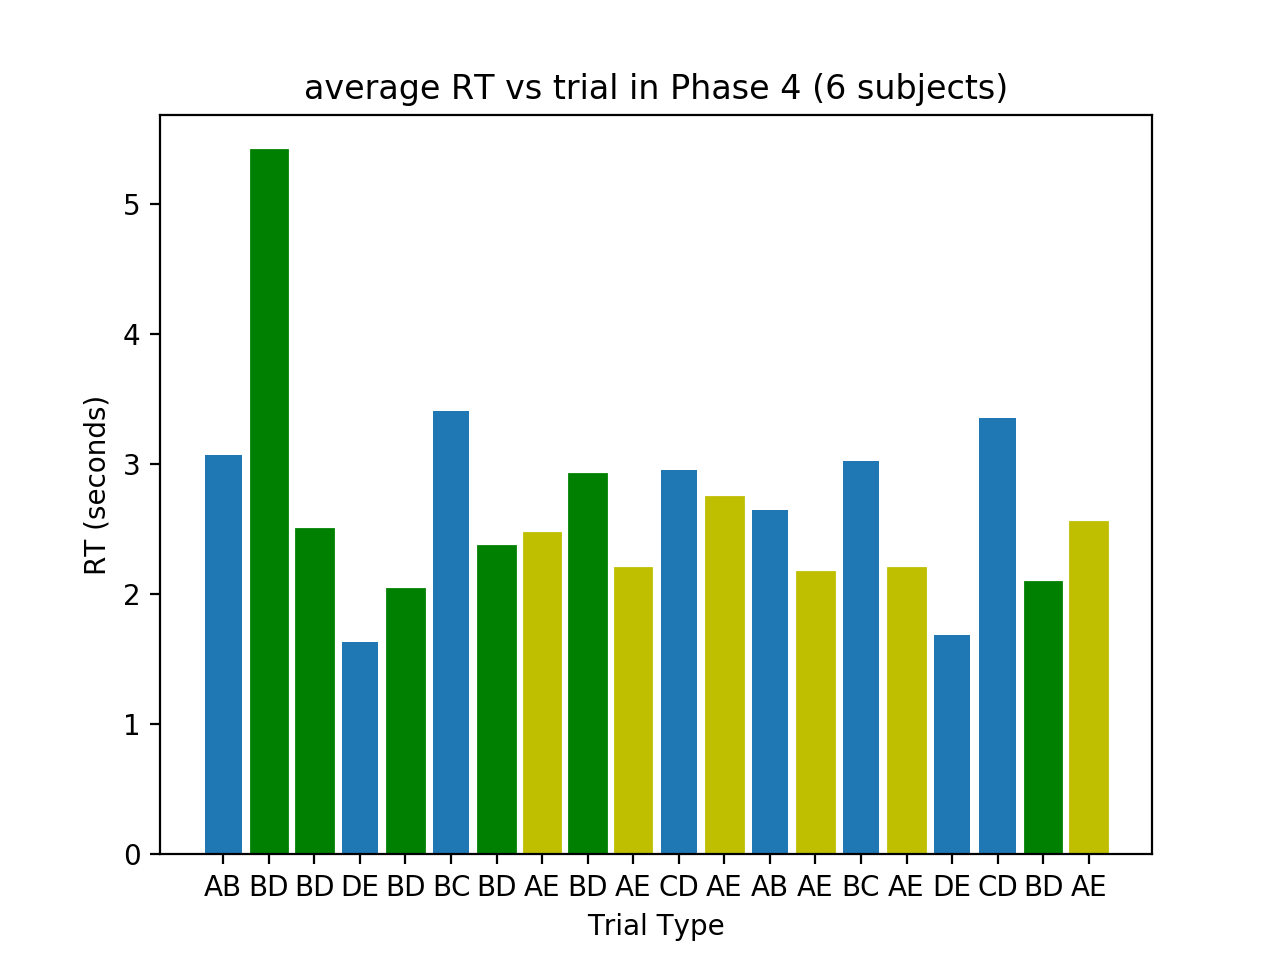 average RT vs trial in Phase 4 (6 subjects)
RT (seconds)
5
4
3
2
1
0
AB BD BD DE BD BC BD AE BD AE CD AE AB AE BC AE DE CD BD AE
Trial Type